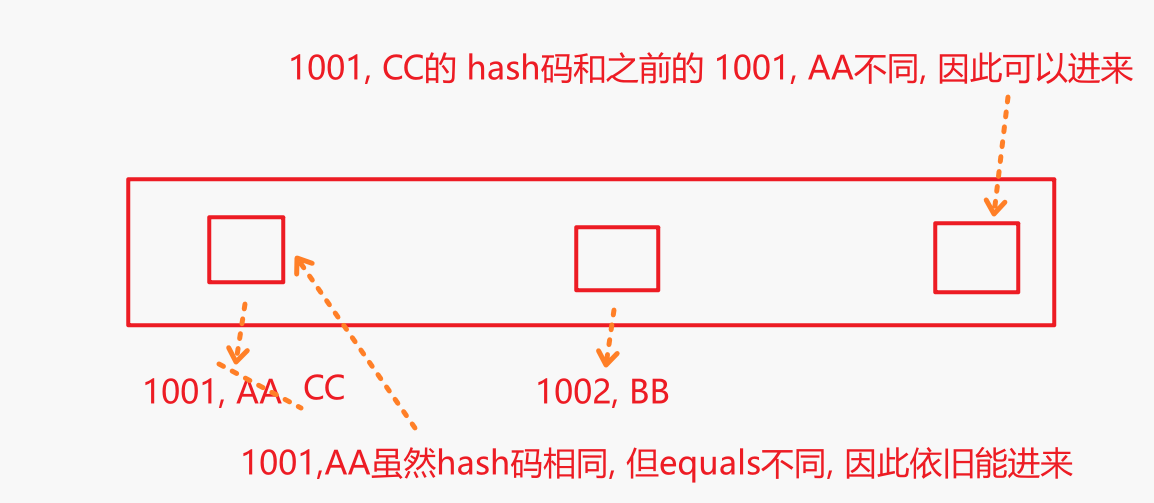 1001, CC的 hash码和之前的 1001, AA不同, 因此可以进来
1001, AA CC
1002, BB
1001,AA虽然hash码相同, 但equals不同, 因此依旧能进来